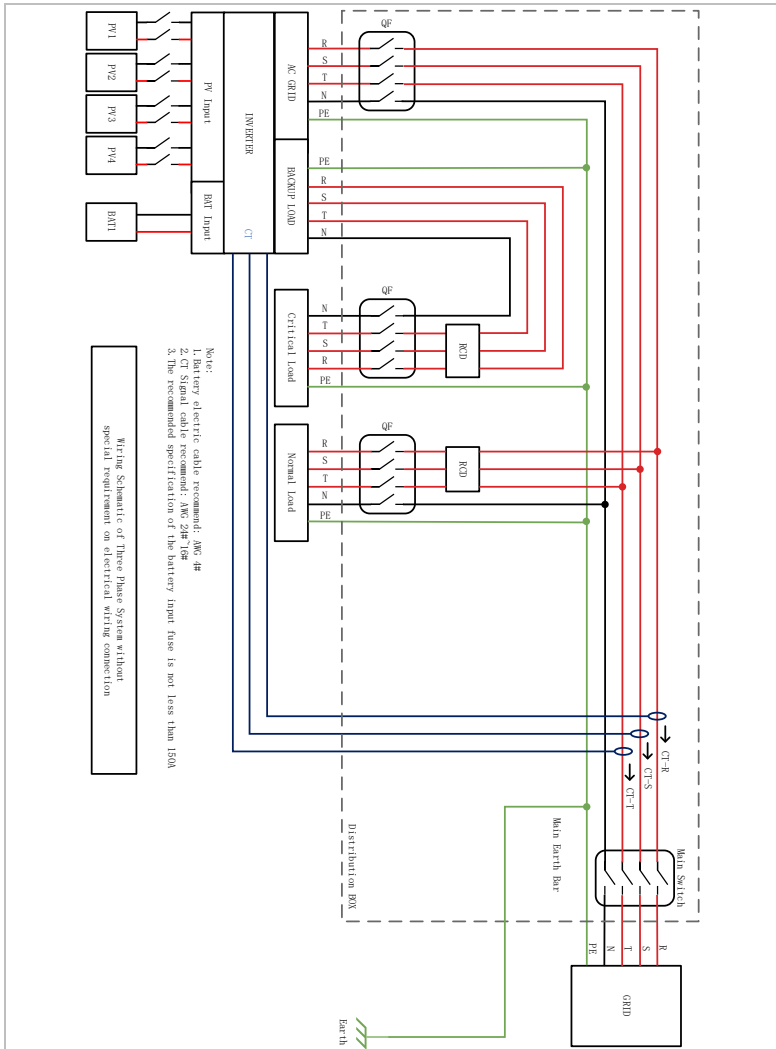 QF
PV1
PV2
PV3
PV4
BAT1
PV Input
BAT Input
INVERTER
CT
AC GRID
BACKUP LOAD
R
S
T
N
PE
PE
R
S
T
N
QF
N
T
S
R
PE
Critical Load
RCD
QF
R
S
T
N
PE
Normal Load
RCD
Note:
1. Battery electric cable recommend: AWG 4#
2. CT Signal cable recommend: AWG 24#~16#
3. The recommended specification of the battery input fuse is not less than 150A
Wiring Schematic of Three Phase System without
special requirement on electrical wiring connection
CT-R
CT-S
CT-T
Main Switch
Main Earth Bar
Distribution BOX
R
S
T
N
PE
GRID
Earth